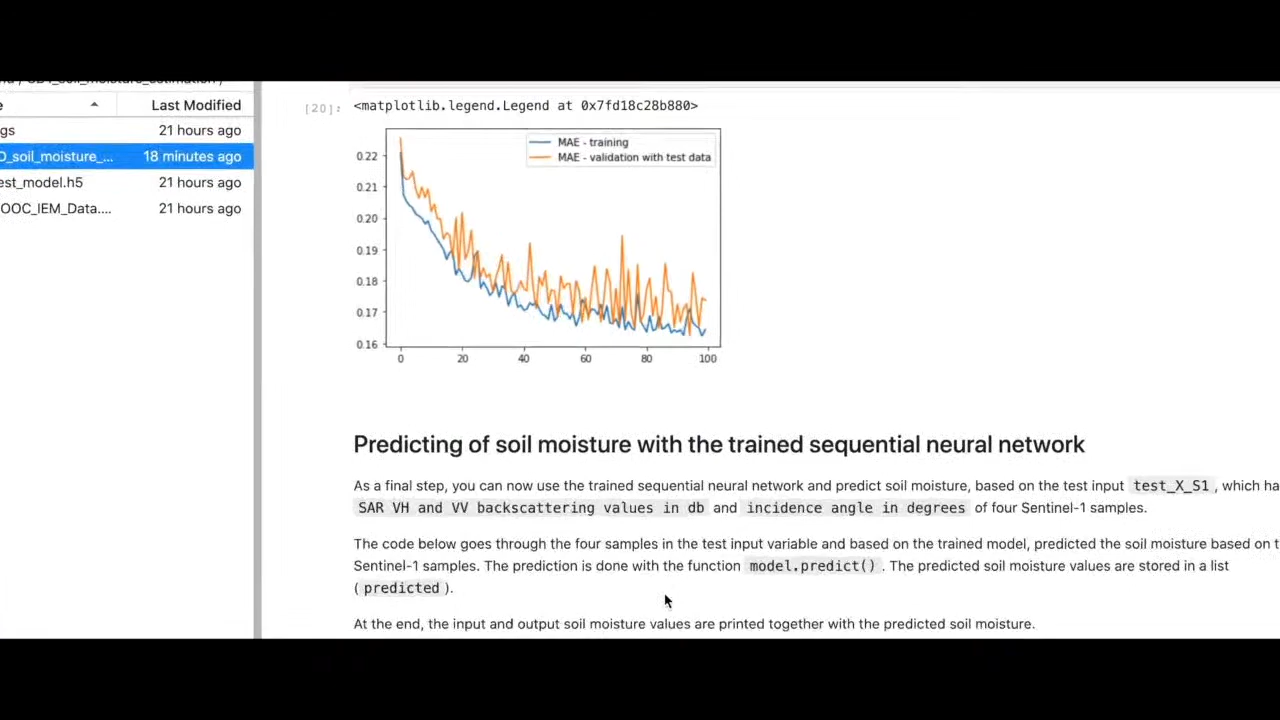 Last Modified
gs 21 hours ago
O_soil_moisture_... 18 minutes ago
est_model.h5 21 hours ago
OOC_IEM_Data.... 21 hours ago
[20]: <matplotlib.legend.Legend at 0x7fd18c28b880>
MAE - training
MAE - validation with test data
0.22
0.21
0.20
0.19
0.18
0.17
0.16
0 20 40 60 80 100
Predicting of soil moisture with the trained sequential neural network
As a final step, you can now use the trained sequential neural network and predict soil moisture, based on the test input test_X_S1 , which ha
SAR VH and VV backscattering values in db and incidence angle in degrees of four Sentinel-1 samples.
The code below goes through the four samples in the test input variable and based on the trained model, predicted the soil moisture based on t
Sentinel-1 samples. The prediction is done with the function model.predict() . The predicted soil moisture values are stored in a list
( predicted ).
At the end, the input and output soil moisture values are printed together with the predicted soil moisture.